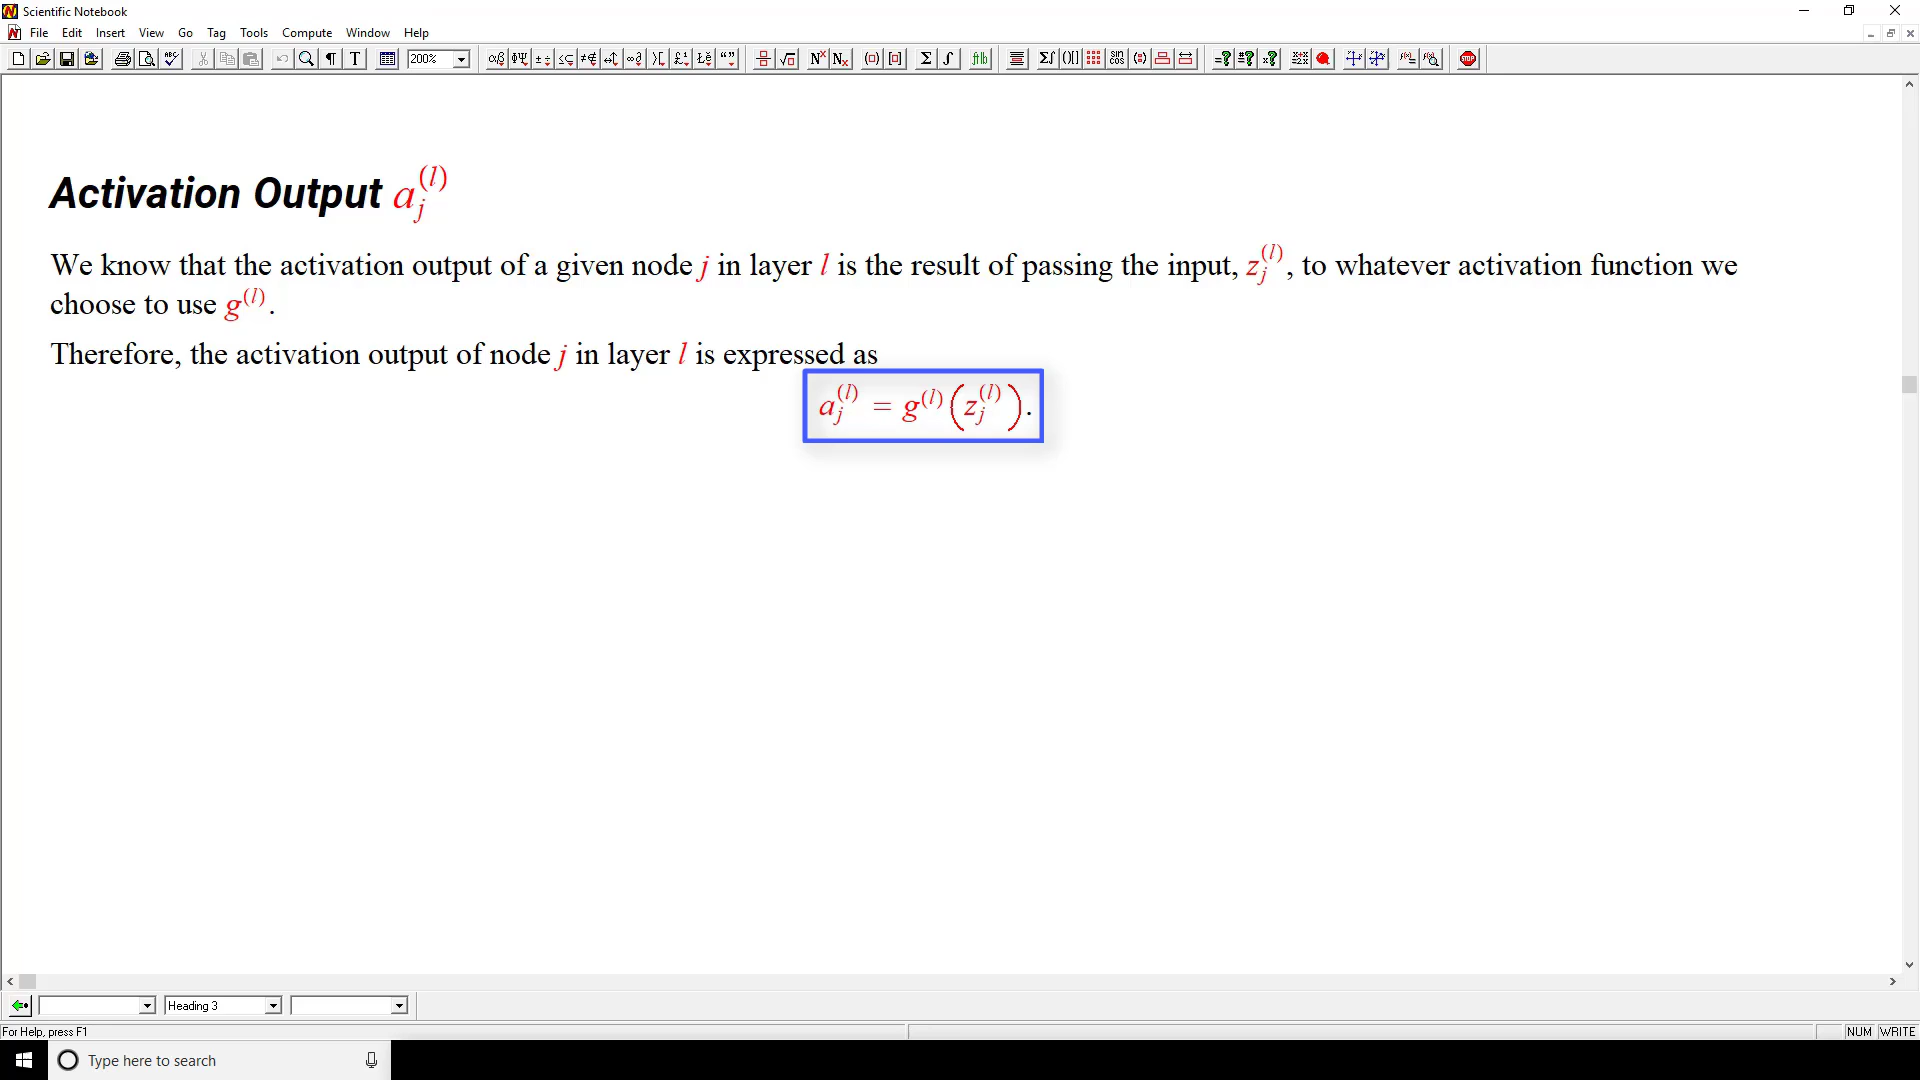 Scientific Notebook
File Edit Insert View Go Tag Tools Compute Window Help
200%
Activation Output a_j^(l)
We know that the activation output of a given node j in layer l is the result of passing the input, z_j^(l), to whatever activation function we
choose to use g^(l).
Therefore, the activation output of node j in layer l is expressed as
a_j^(l) = g^(l)(z_j^(l)).
Heading 3
For Help, press F1
NUM WRITE
Type here to search